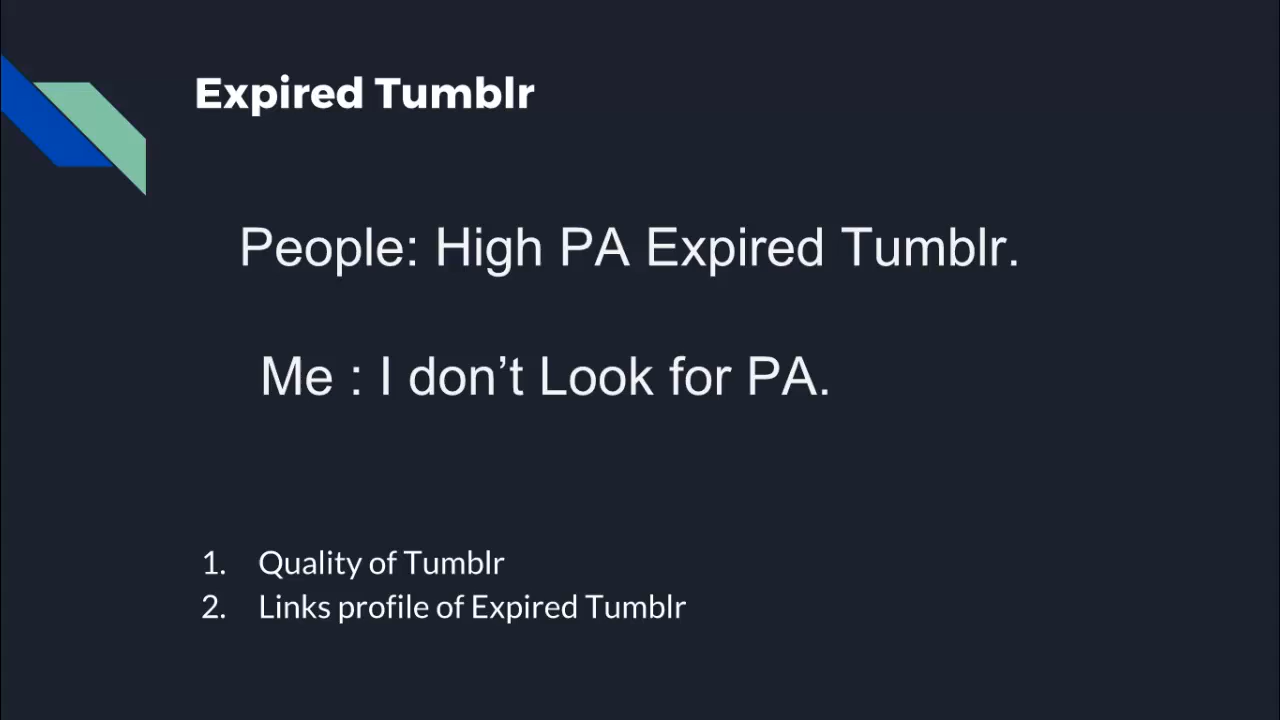 Expired Tumblr
People: High PA Expired Tumblr.
Me : I don’t Look for PA.
1. Quality of Tumblr
2. Links profile of Expired Tumblr